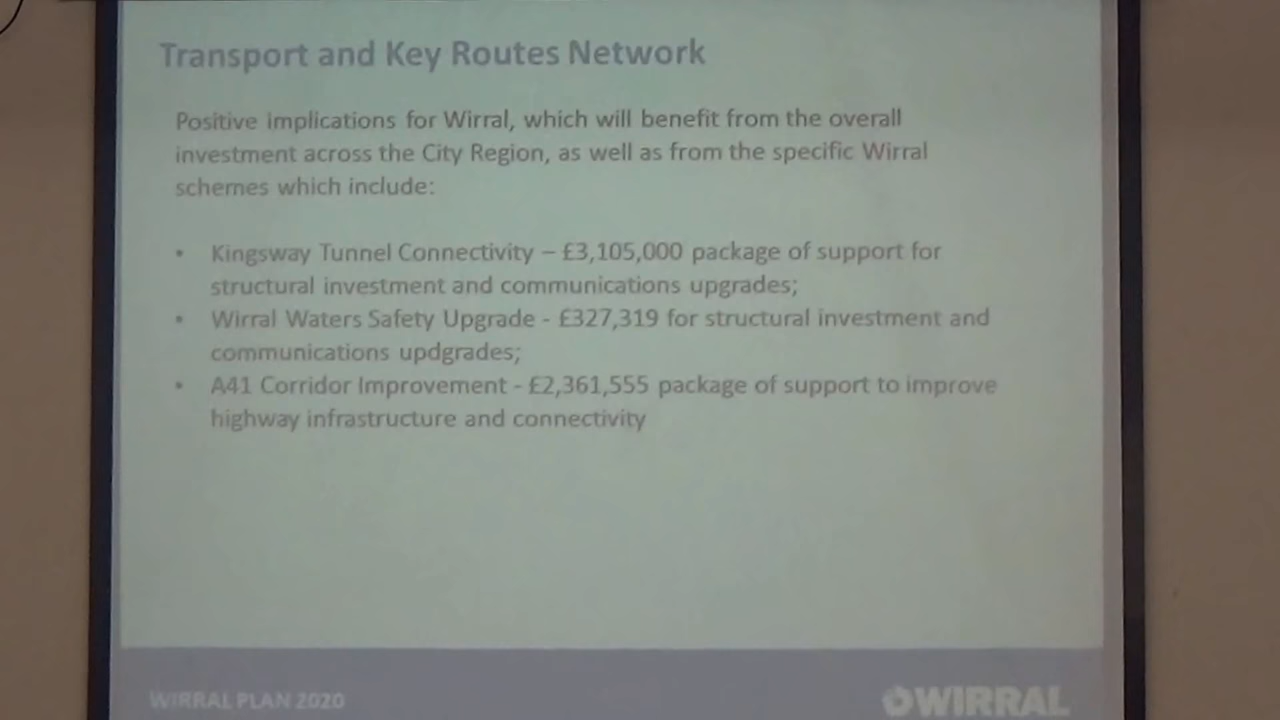 Transport and Key Routes Network
Positive implications for Wirral, which will benefit from the overall
investment across the City Region, as well as from the specific Wirral
schemes which include:
• Kingsway Tunnel Connectivity – £3,105,000 package of support for
structural investment and communications upgrades;
• Wirral Waters Safety Upgrade - £327,319 for structural investment and
communications updgrades;
• A41 Corridor Improvement - £2,361,555 package of support to improve
highway infrastructure and connectivity
WIRRAL PLAN 2020
WIRRAL